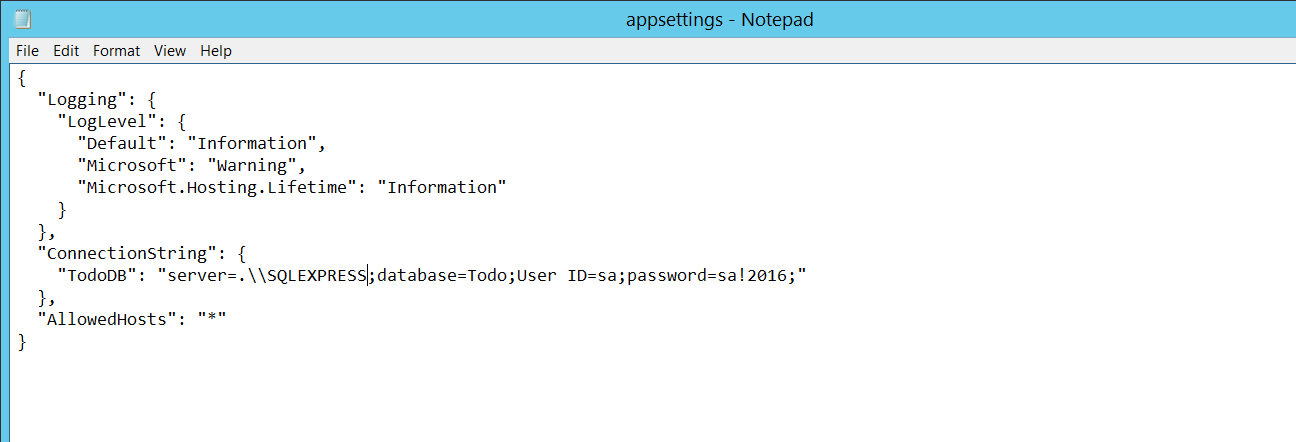 appsettings - Notepad
File Edit Format View Help
{
  "Logging": {
    "LogLevel": {
      "Default": "Information",
      "Microsoft": "Warning",
      "Microsoft.Hosting.Lifetime": "Information"
    }
  },
  "ConnectionString": {
    "TodoDB": "server=.\\SQLEXPRESS;database=Todo;User ID=sa;password=sa!2016;"
  },
  "AllowedHosts": "*"
}